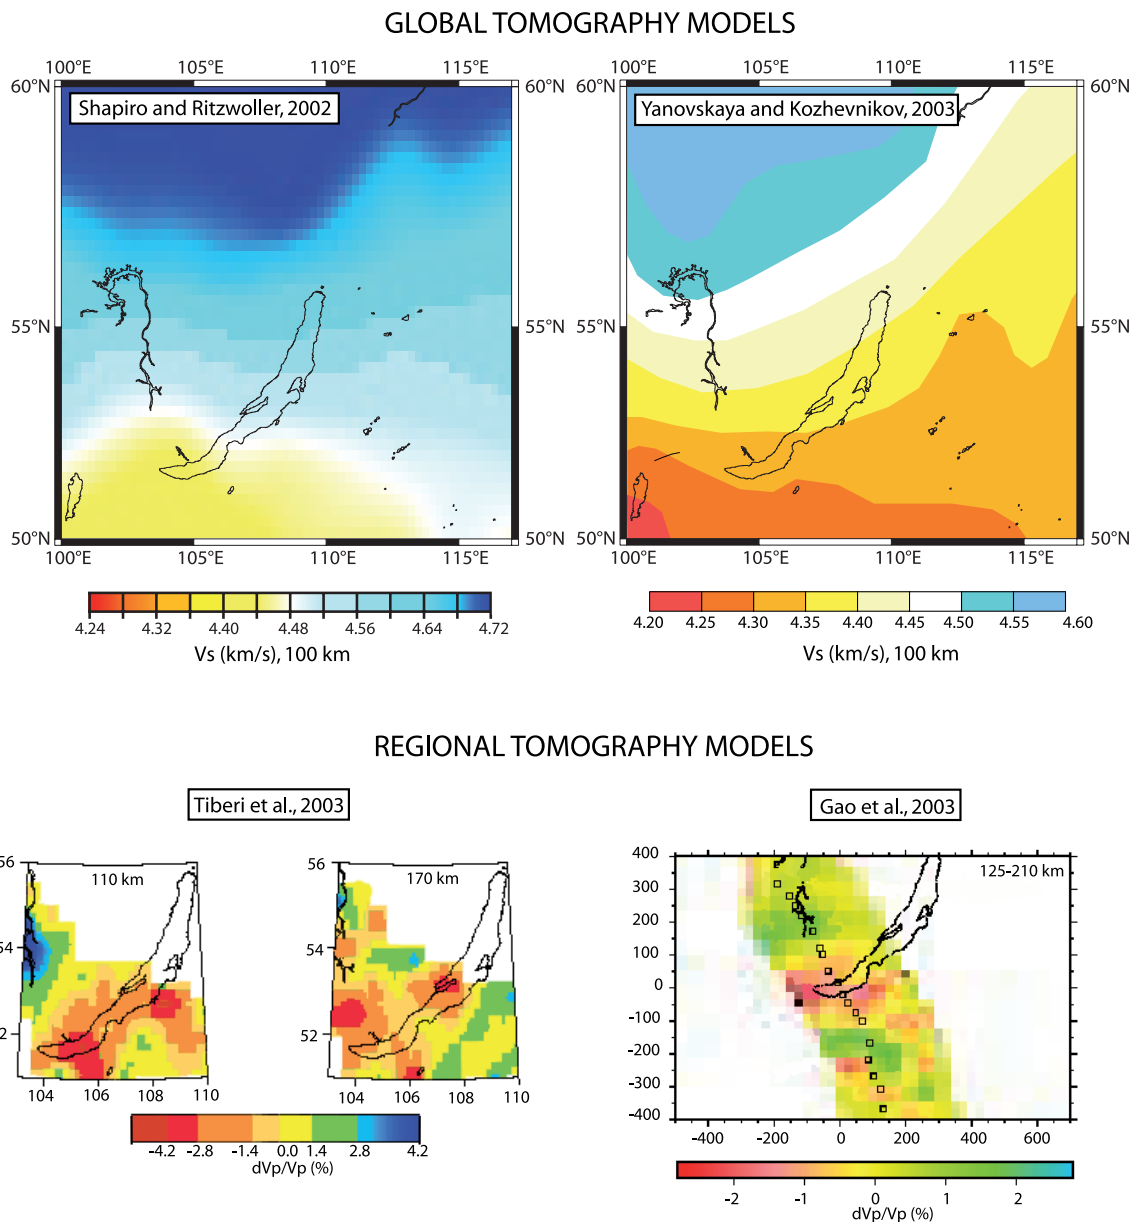 GLOBAL TOMOGRAPHY MODELS
100°E 105°E 110°E 115°E 100°E 105°E 110°E 115°E
60°N 60°N 60°N
Shapiro and Ritzwoller, 2002 Yanovskaya and Kozhevnikov, 2003
55°N 55°N 55°N
50°N 50°N 50°N
100°E 105°E 110°E 115°E 100°E 105°E 110°E 115°E
4.24 4.32 4.40 4.48 4.56 4.64 4.72 4.20 4.25 4.30 4.35 4.40 4.45 4.50 4.55 4.60
Vs (km/s), 100 km Vs (km/s), 100 km
REGIONAL TOMOGRAPHY MODELS
Tiberi et al., 2003 Gao et al., 2003
56 110 km 56 170 km 400 125-210 km
300
200
54 54
100
0
2 52
-100
-200
-300
-400
104 106 108 110 104 106 108 110
-400 -200 0 200 400 600
-4.2 -2.8 -1.4 0.0 1.4 2.8 4.2
dVp/Vp (%)
-2 -1 0 1 2
dVp/Vp (%)